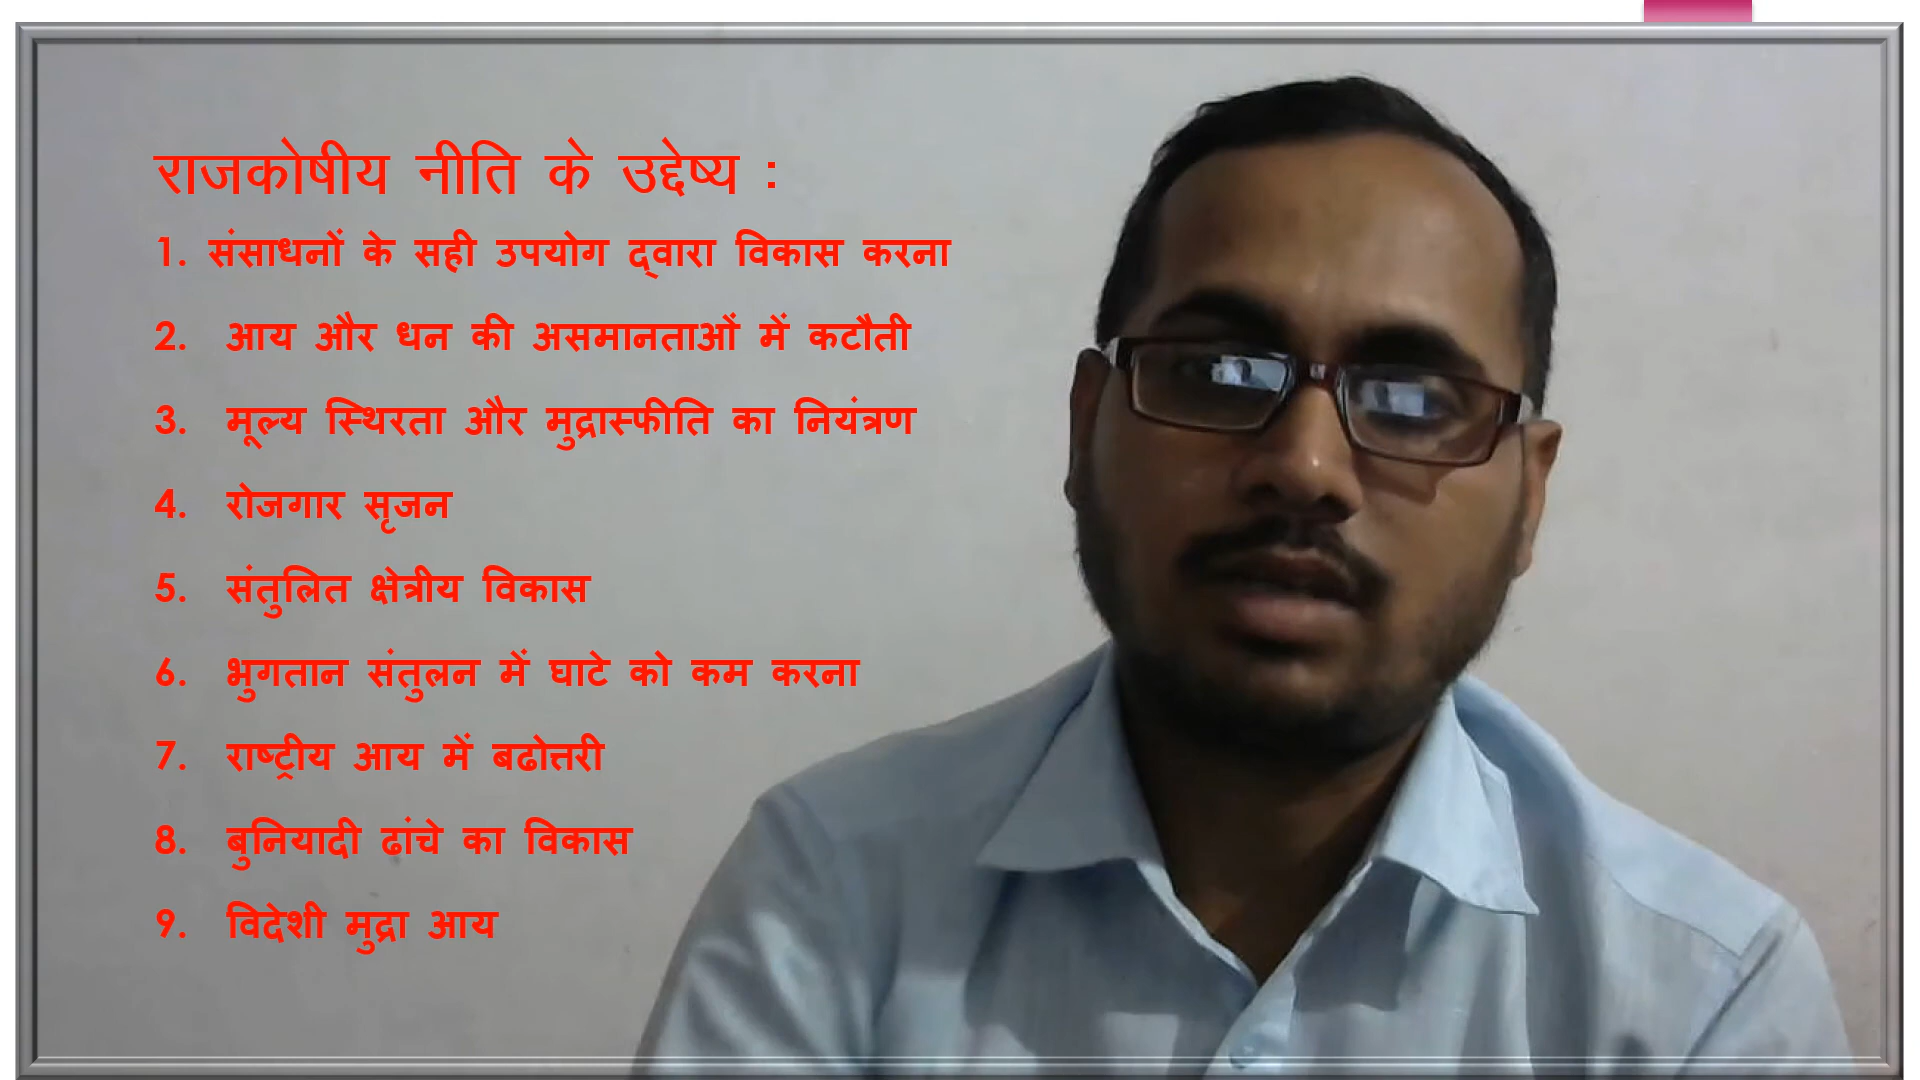 राजकोषीय नीति के उद्देष्य :
1. संसाधनों के सही उपयोग द्वारा विकास करना
2. आय और धन की असमानताओं में कटौती
3. मूल्य स्थिरता और मुद्रास्फीति का नियंत्रण
4. रोजगार सृजन
5. संतुलित क्षेत्रीय विकास
6. भुगतान संतुलन में घाटे को कम करना
7. राष्ट्रीय आय में बढोत्तरी
8. बुनियादी ढांचे का विकास
9. विदेशी मुद्रा आय